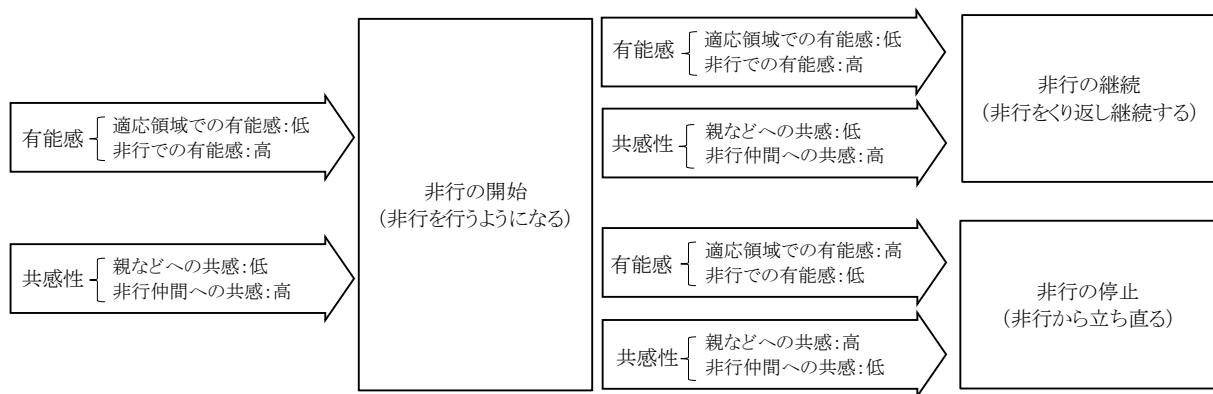 有能感
適応領域での有能感:低
非行での有能感:高
共感性
親などへの共感:低
非行仲間への共感:高
非行の開始
(非行を行うようになる)
有能感
適応領域での有能感:低
非行での有能感:高
共感性
親などへの共感:低
非行仲間への共感:高
非行の継続
(非行をくり返し継続する)
有能感
適応領域での有能感:高
非行での有能感:低
共感性
親などへの共感:高
非行仲間への共感:低
非行の停止
(非行から立ち直る)